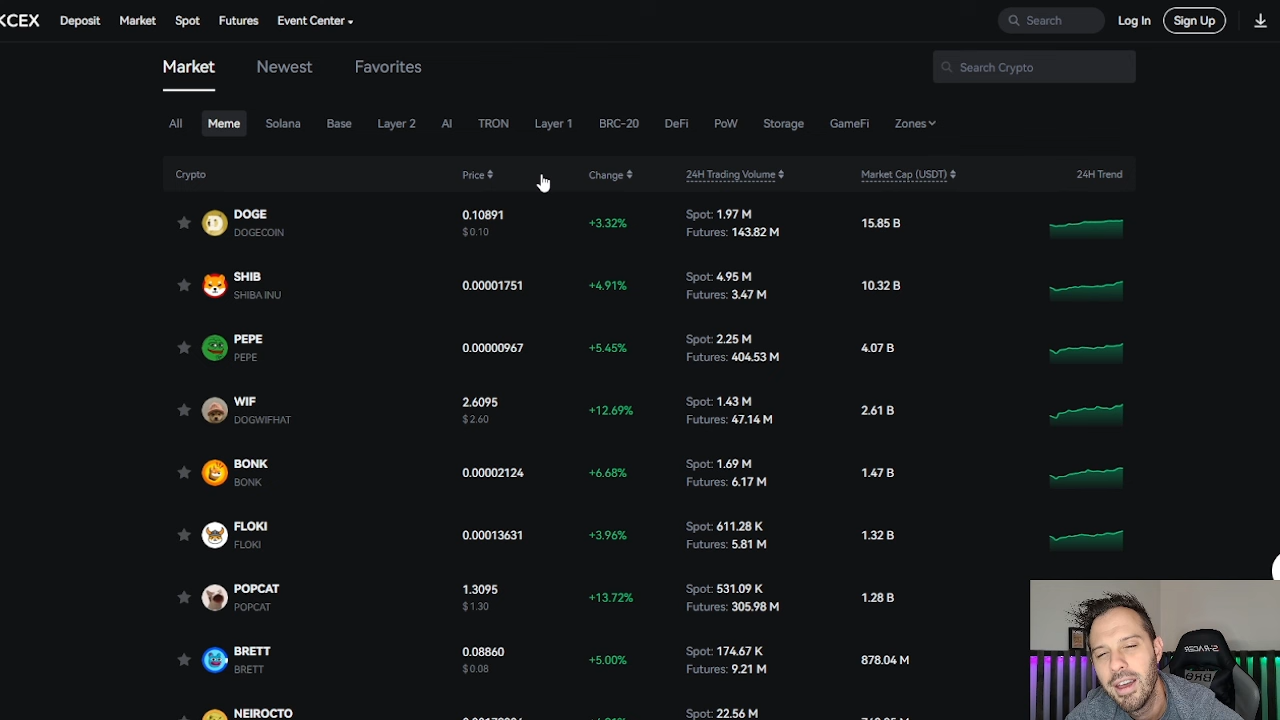 KCEX Deposit Market Spot Futures Event Center Search Log In Sign Up
Market Newest Favorites Search Crypto
All Meme Solana Base Layer 2 AI TRON Layer 1 BRC-20 DeFi PoW Storage GameFi Zones
Crypto Price Change 24H Trading Volume Market Cap (USDT) 24H Trend
DOGE 0.10891 +3.32% Spot: 1.97 M 15.85 B
DOGECOIN $ 0.10 Futures: 143.82 M
SHIB 0.00001751 +4.91% Spot: 4.95 M 10.32 B
SHIBA INU Futures: 3.47 M
PEPE 0.00000967 +5.45% Spot: 2.25 M 4.07 B
PEPE Futures: 404.53 M
WIF 2.6095 +12.69% Spot: 1.43 M 2.61 B
DOGWIFHAT $ 2.60 Futures: 47.14 M
BONK 0.00002124 +6.68% Spot: 1.69 M 1.47 B
BONK Futures: 6.17 M
FLOKI 0.00013631 +3.96% Spot: 611.28 K 1.32 B
FLOKI Futures: 5.81 M
POPCAT 1.3095 +13.72% Spot: 531.09 K 1.28 B
POPCAT $ 1.30 Futures: 305.98 M
BRETT 0.08860 +5.00% Spot: 174.67 K 878.04 M
BRETT $ 0.08 Futures: 9.21 M
NEIROCTO Spot: 22.56 M
S-RACER